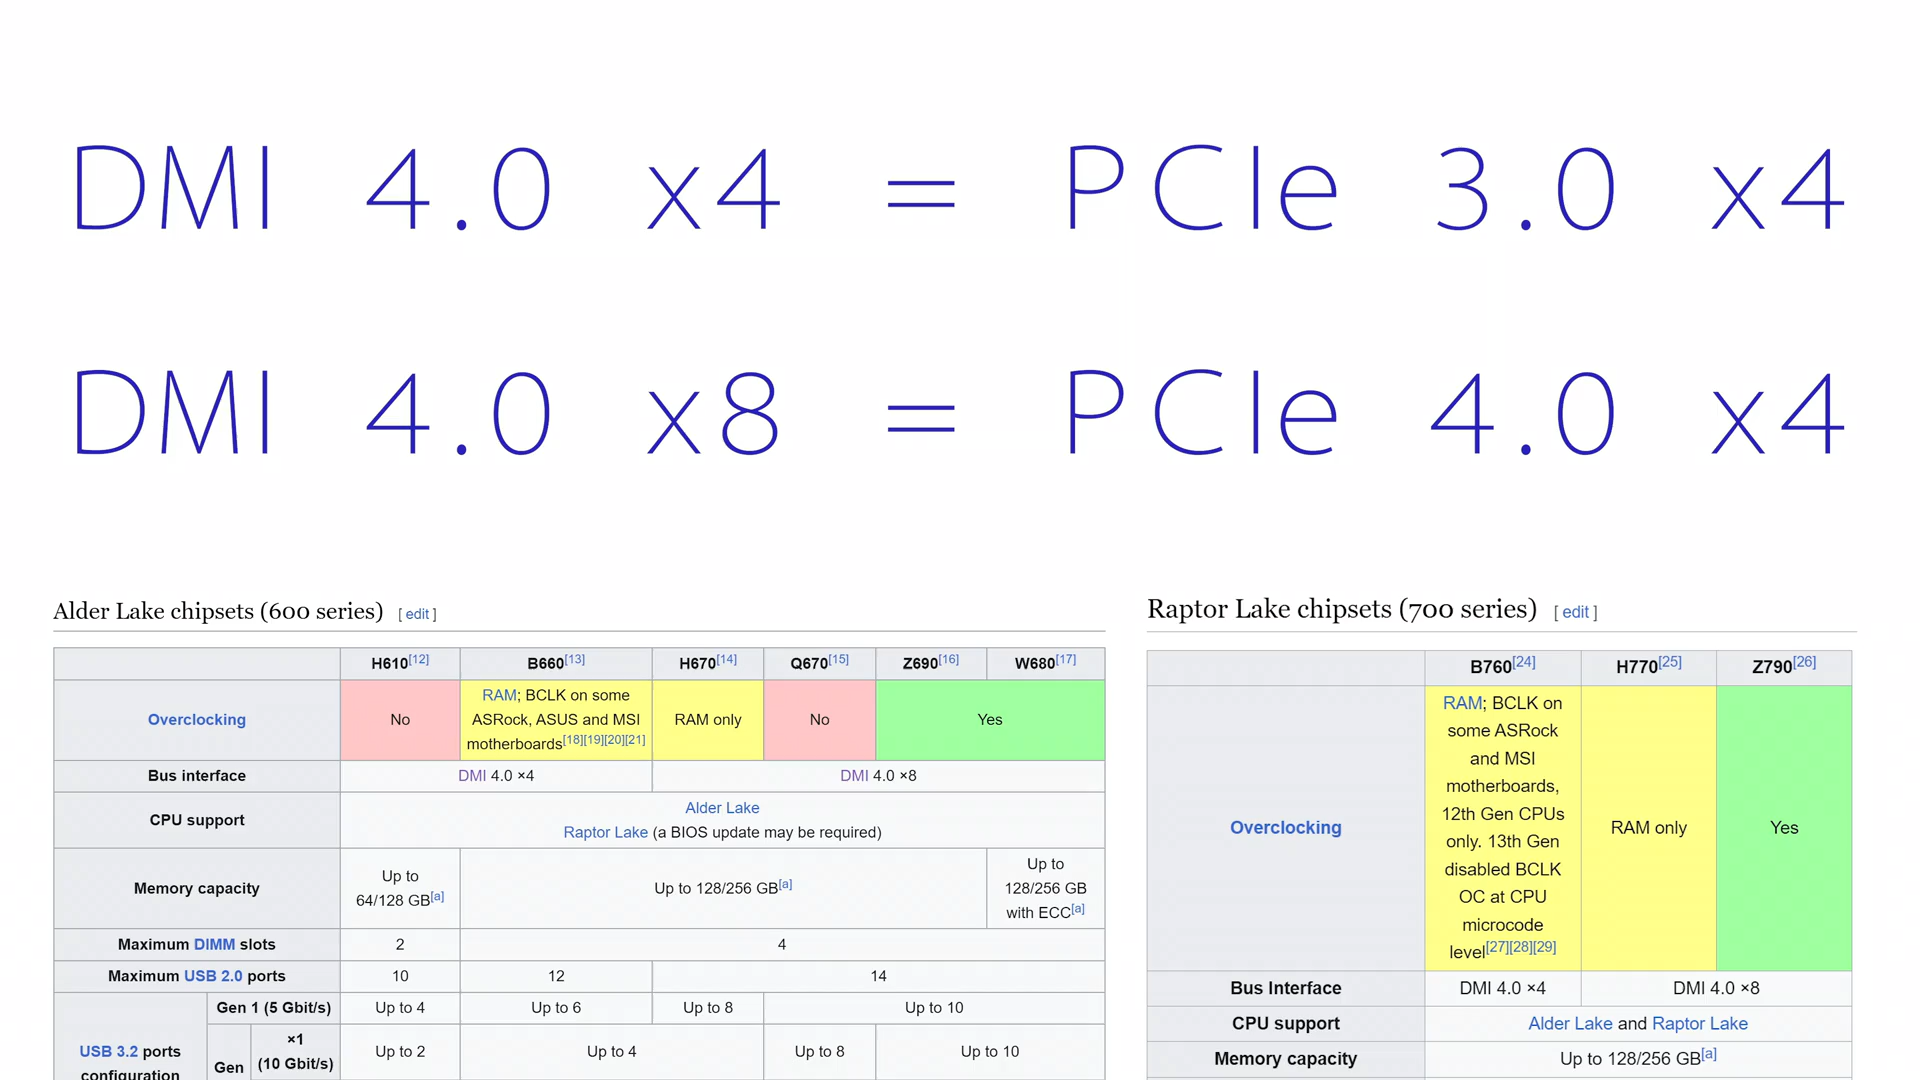 DMI 4.0 x4 = PCIe 3.0 x4
DMI 4.0 x8 = PCIe 4.0 x4
Alder Lake chipsets (600 series) [ edit ]
H610[12] B660[13] H670[14] Q670[15] Z690[16] W680[17]
Overclocking No RAM; BCLK on some ASRock, ASUS and MSI motherboards[18][19][20][21] RAM only No Yes
Bus interface DMI 4.0 ×4 DMI 4.0 ×8
CPU support Alder Lake
Raptor Lake (a BIOS update may be required)
Memory capacity Up to 64/128 GB[a] Up to 128/256 GB[a] Up to 128/256 GB with ECC[a]
Maximum DIMM slots 2 4
Maximum USB 2.0 ports 10 12 14
USB 3.2 ports configuration Gen 1 (5 Gbit/s) Up to 4 Up to 6 Up to 8 Up to 10
Gen ×1 (10 Gbit/s) Up to 2 Up to 4 Up to 8 Up to 10
Raptor Lake chipsets (700 series) [ edit ]
B760[24] H770[25] Z790[26]
Overclocking
RAM; BCLK on
some ASRock
and MSI
motherboards,
12th Gen CPUs
only. 13th Gen
disabled BCLK
OC at CPU
microcode
level[27][28][29]
RAM only
Yes
Bus Interface DMI 4.0 ×4 DMI 4.0 ×8
CPU support Alder Lake and Raptor Lake
Memory capacity Up to 128/256 GB[a]